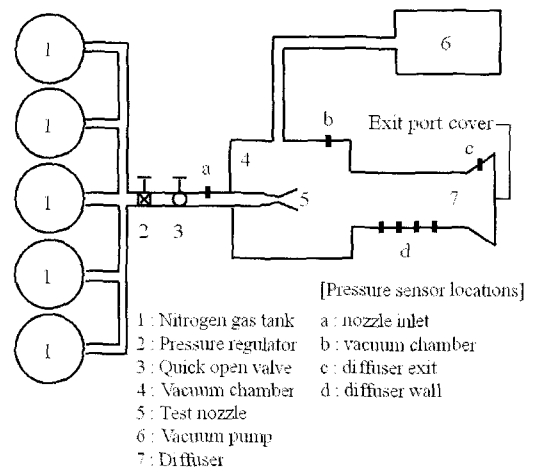 1
6
b
1
4
Exit port cover
c
a
1
5
7
2
3
d
1
[Pressure sensor locations]
1 : Nitrogen gas tank
a : nozzle inlet
2 : Pressure regulator
b : vacuum chamber
1
3 : Quick open valve
c : diffuser exit
4 : Vacuum chamber
d : diffuser wall
5 : Test nozzle
6 : Vacuum pump
7 : Diffuser